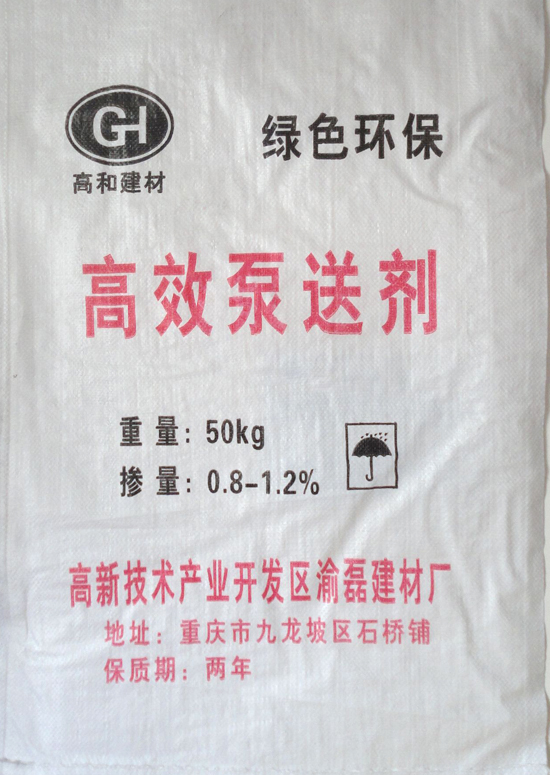 GH
绿色环保
高和建材
高效泵送剂
重量：50kg
掺量：0.8-1.2%
高新技术产业开发区渝磊建材厂
地址：重庆市九龙坡区石桥铺
保质期：两年